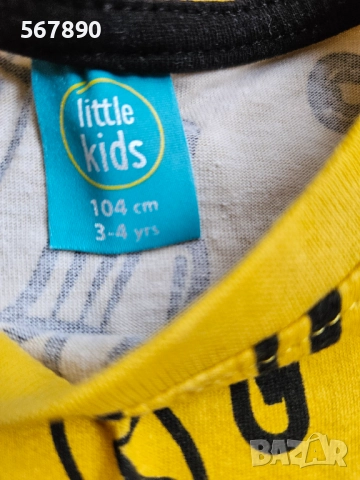 567890
little
kids
104 cm
3-4 yrs
G
BAZAR